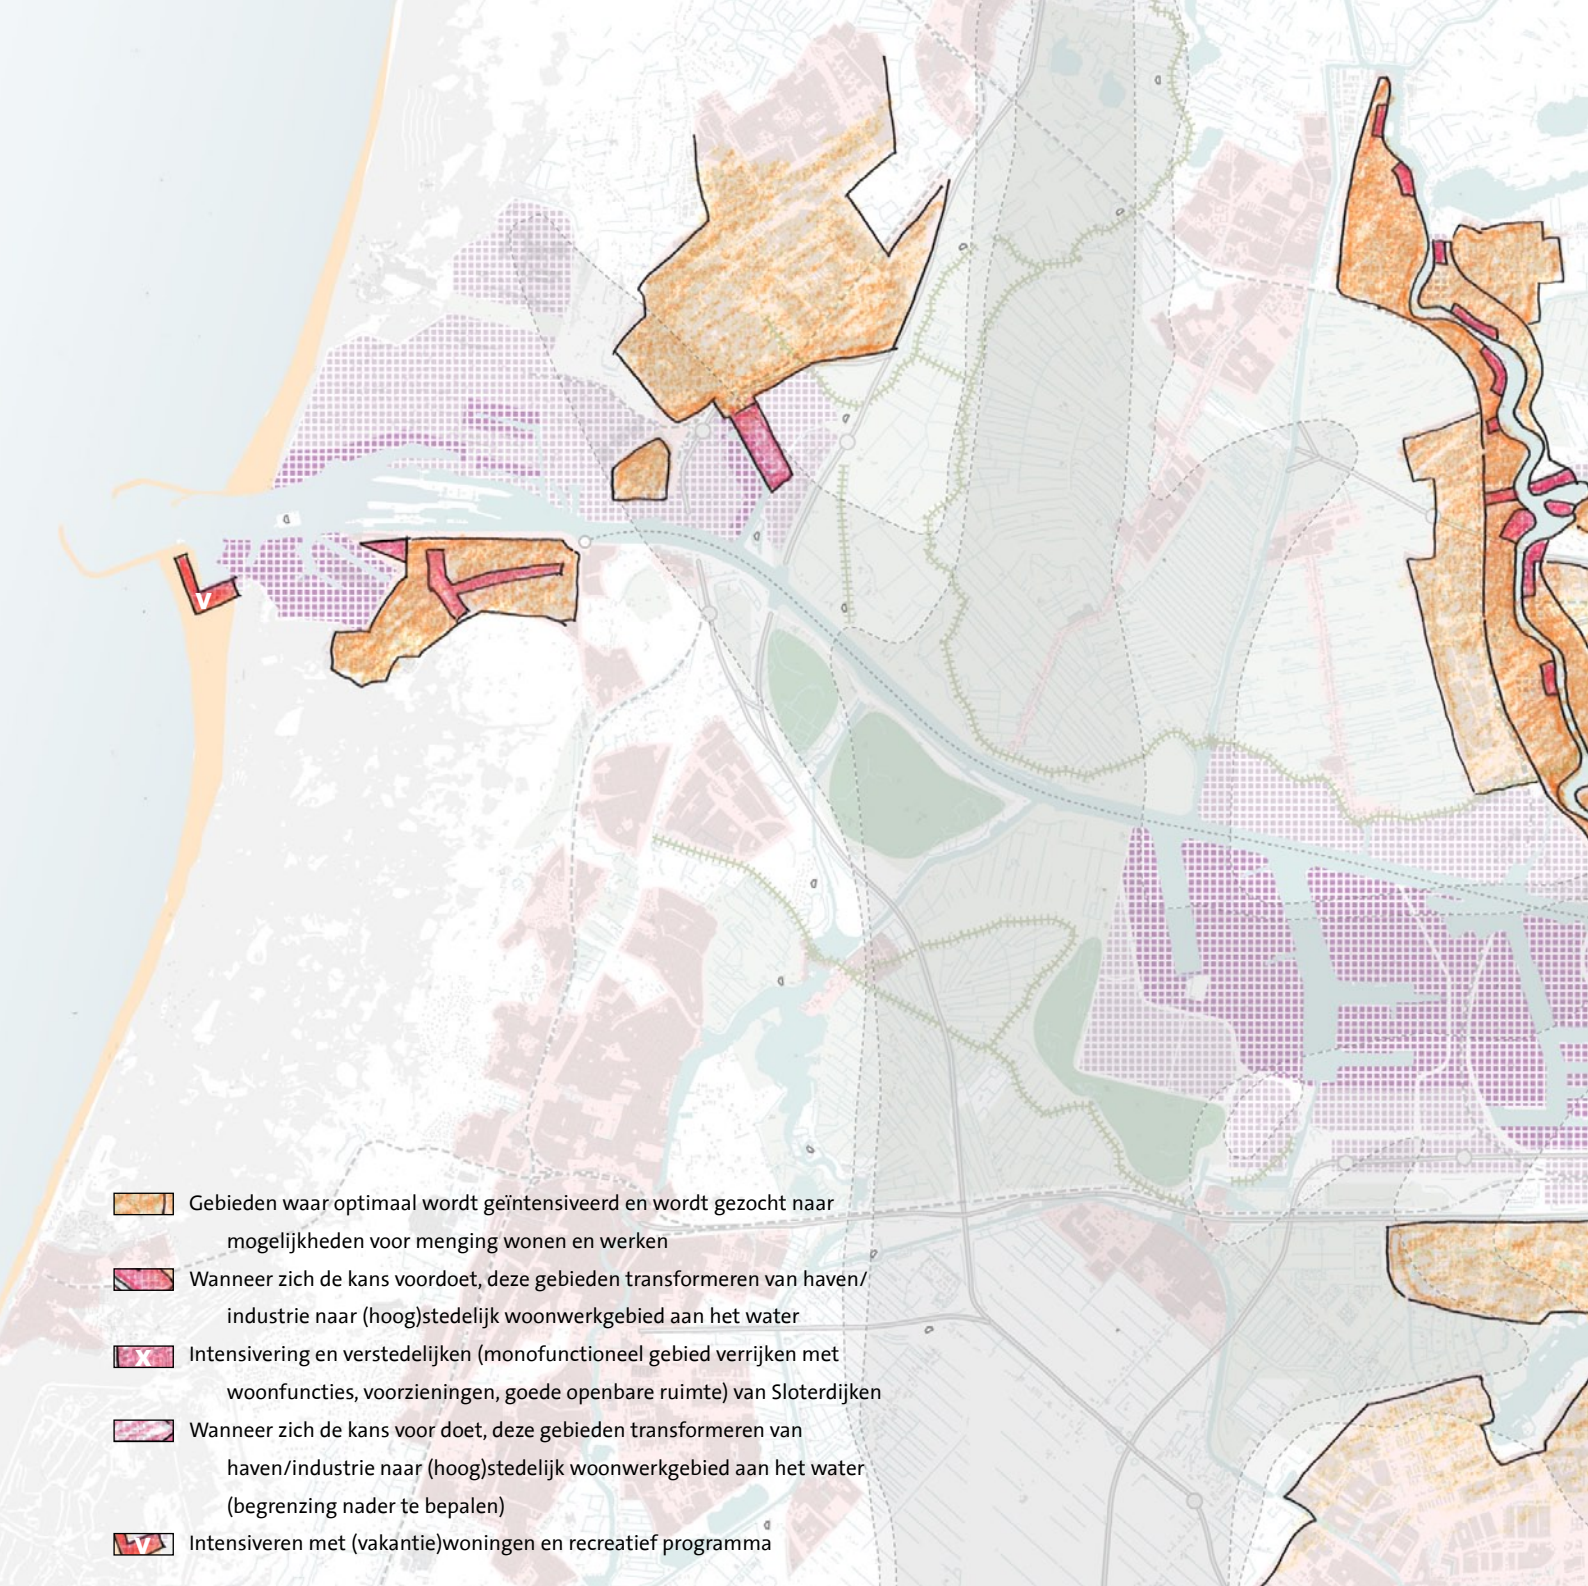 V
Gebieden waar optimaal wordt geïntensiveerd en wordt gezocht naar
mogelijkheden voor menging wonen en werken
Wanneer zich de kans voordoet, deze gebieden transformeren van haven/
industrie naar (hoog)stedelijk woonwerkgebied aan het water
X Intensivering en verstedelijken (monofunctioneel gebied verrijken met
woonfuncties, voorzieningen, goede openbare ruimte) van Sloterdijken
Wanneer zich de kans voor doet, deze gebieden transformeren van
haven/industrie naar (hoog)stedelijk woonwerkgebied aan het water
(begrenzing nader te bepalen)
V Intensiveren met (vakantie)woningen en recreatief programma